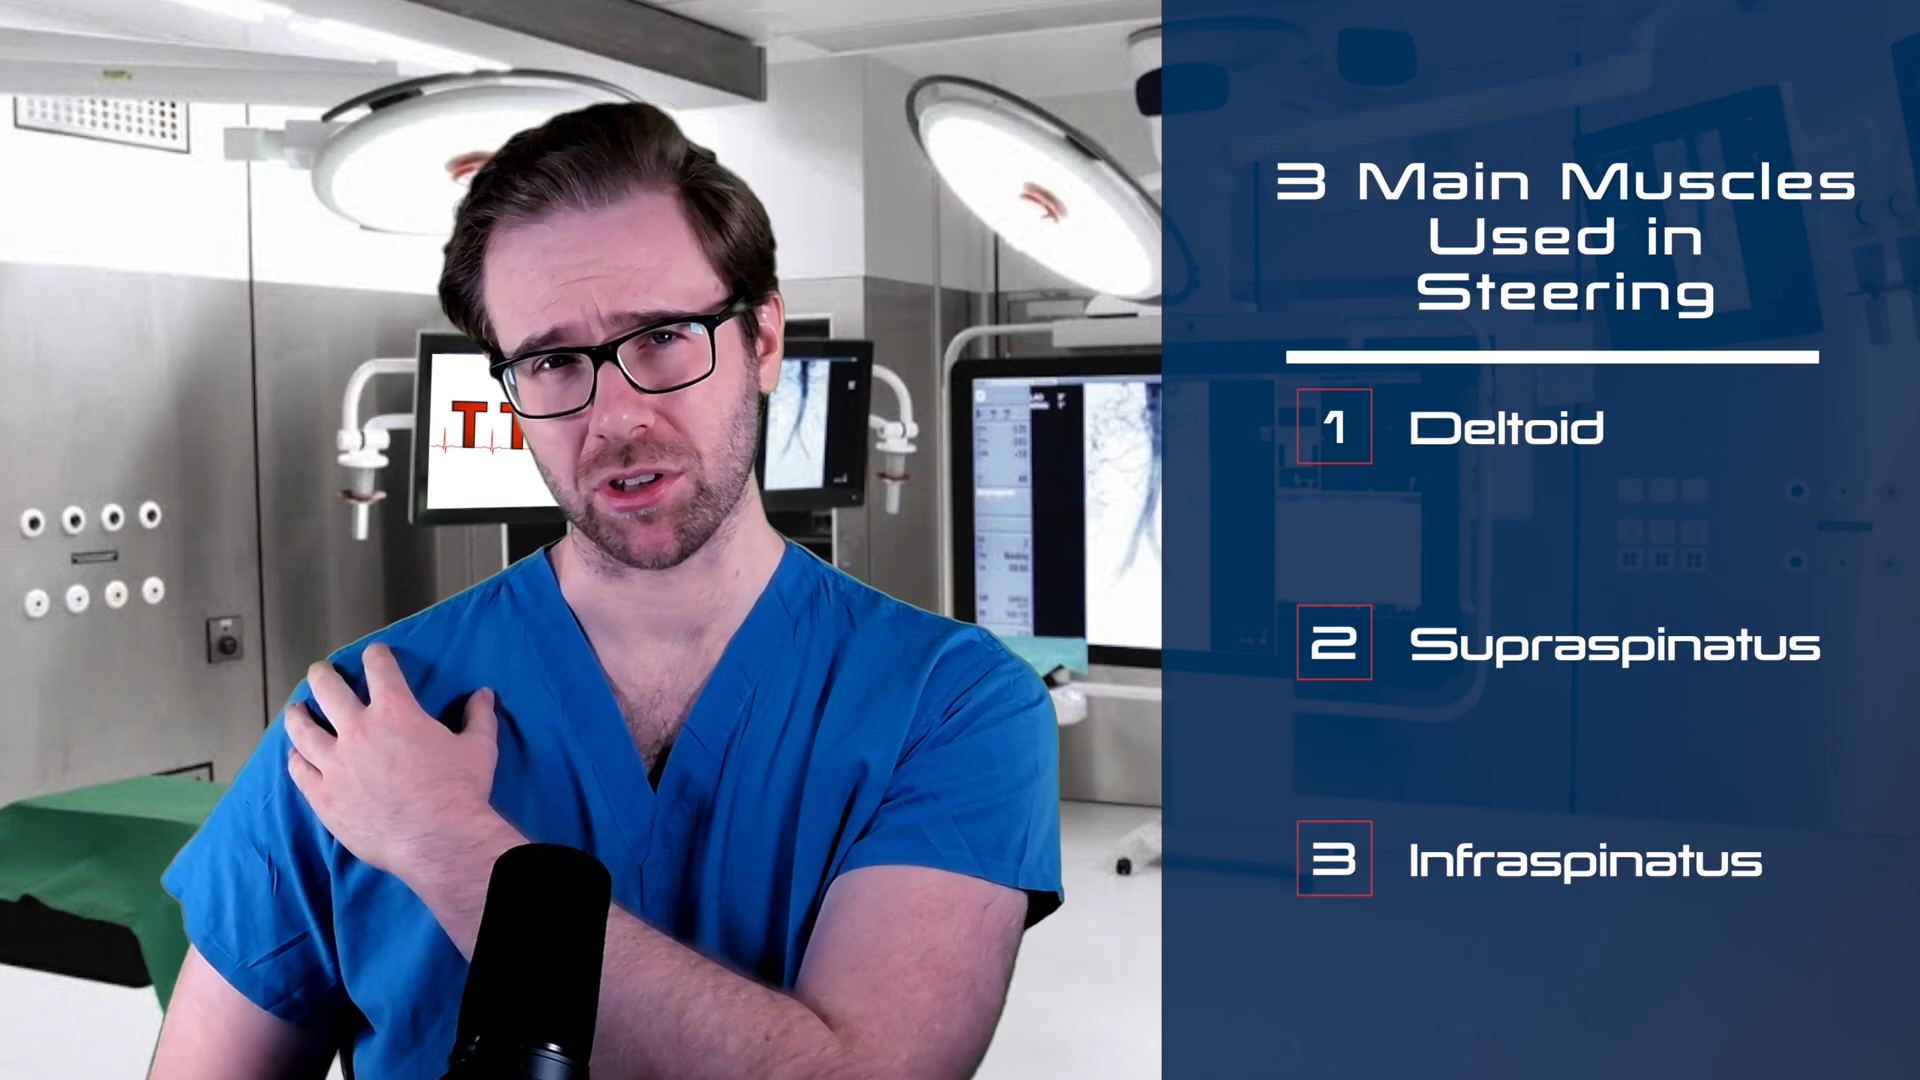 3 Main Muscles
Used in
Steering
1 Deltoid
2 Supraspinatus
3 Infraspinatus